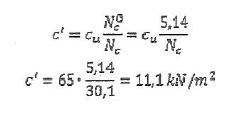 c' = c_u N_c^0/N_c = c_u 5,14/N_c
c' = 65 · 5,14/30,1 = 11,1 kN/m²